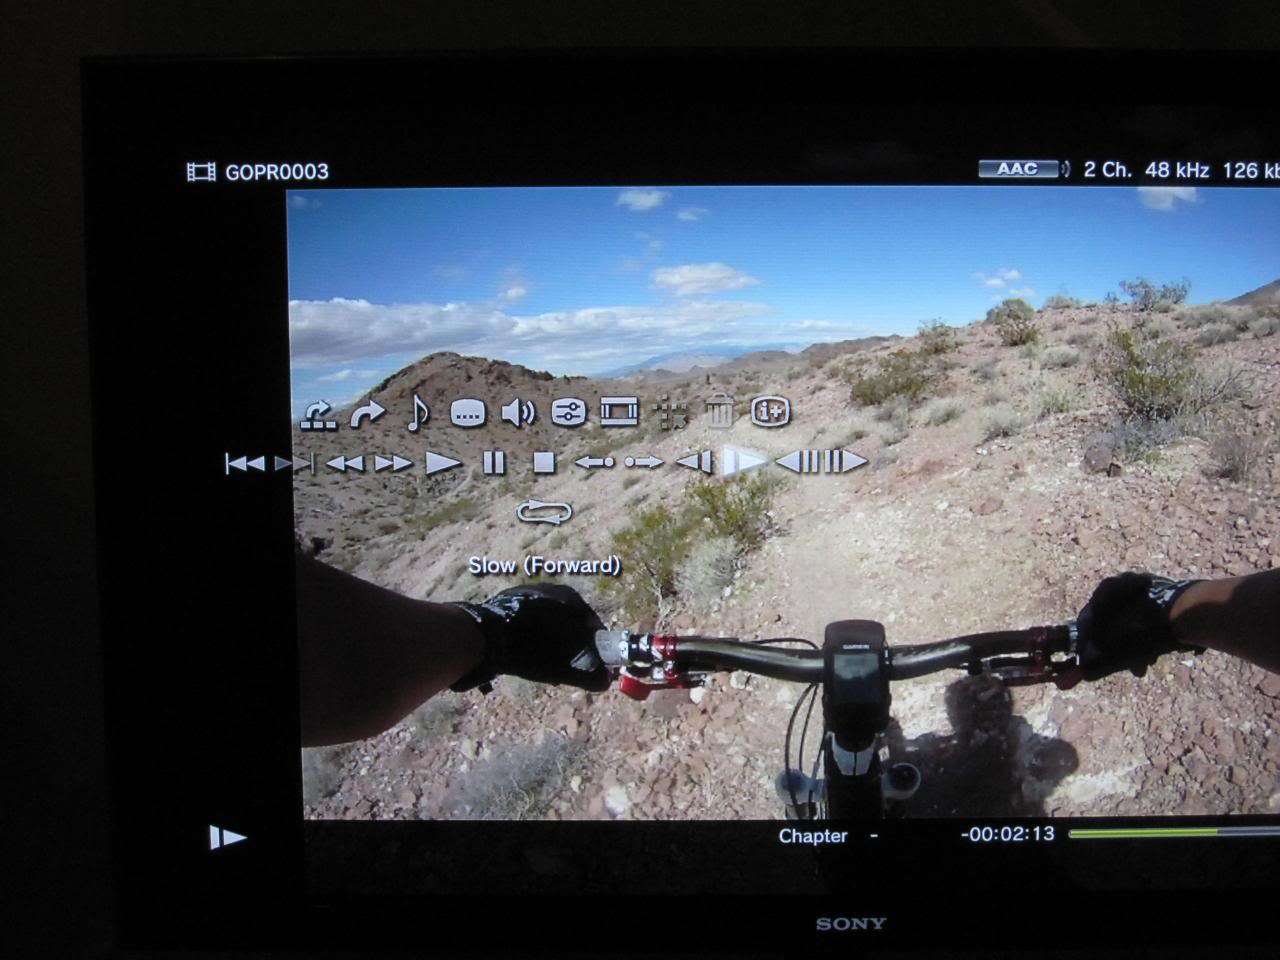 GOPR0003
AAC 2 Ch. 48 kHz 126 kb
Slow (Forward)
GARMIN
Chapter - -00:02:13
SONY